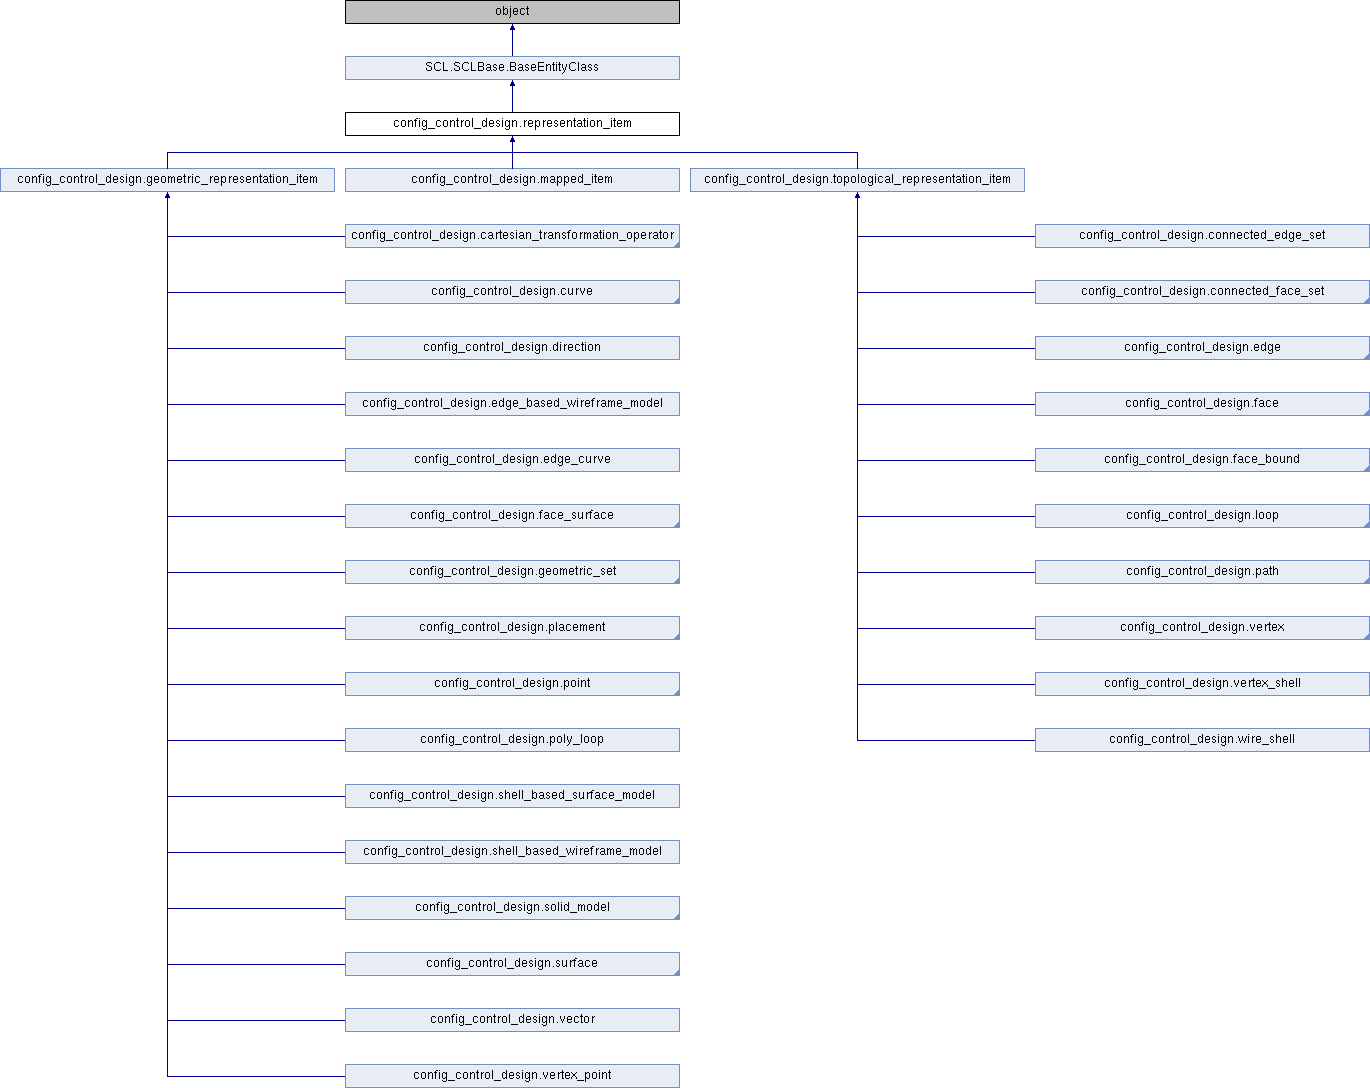 object
SCL.SCLBase.BaseEntityClass
config_control_design.representation_item
config_control_design.geometric_representation_item
config_control_design.mapped_item
config_control_design.topological_representation_item
config_control_design.cartesian_transformation_operator
config_control_design.connected_edge_set
config_control_design.curve
config_control_design.connected_face_set
config_control_design.direction
config_control_design.edge
config_control_design.edge_based_wireframe_model
config_control_design.face
config_control_design.edge_curve
config_control_design.face_bound
config_control_design.face_surface
config_control_design.loop
config_control_design.geometric_set
config_control_design.path
config_control_design.placement
config_control_design.vertex
config_control_design.point
config_control_design.vertex_shell
config_control_design.poly_loop
config_control_design.wire_shell
config_control_design.shell_based_surface_model
config_control_design.shell_based_wireframe_model
config_control_design.solid_model
config_control_design.surface
config_control_design.vector
config_control_design.vertex_point